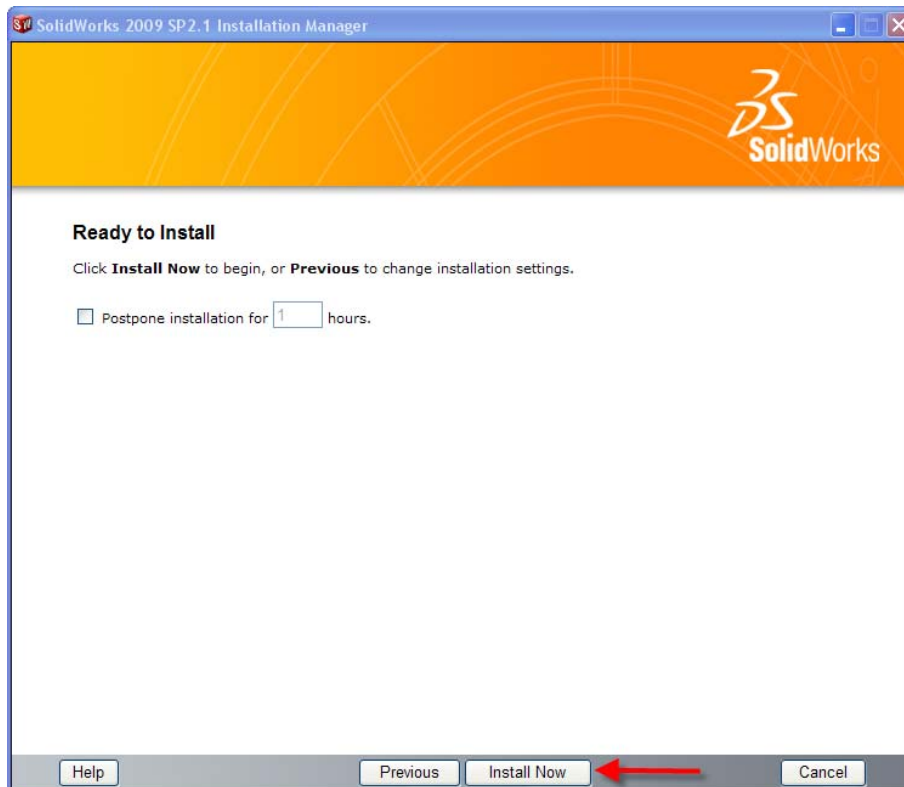 SolidWorks 2009 SP2.1 Installation Manager
SolidWorks
Ready to Install
Click Install Now to begin, or Previous to change installation settings.
Postpone installation for 1 hours.
Help Previous Install Now Cancel